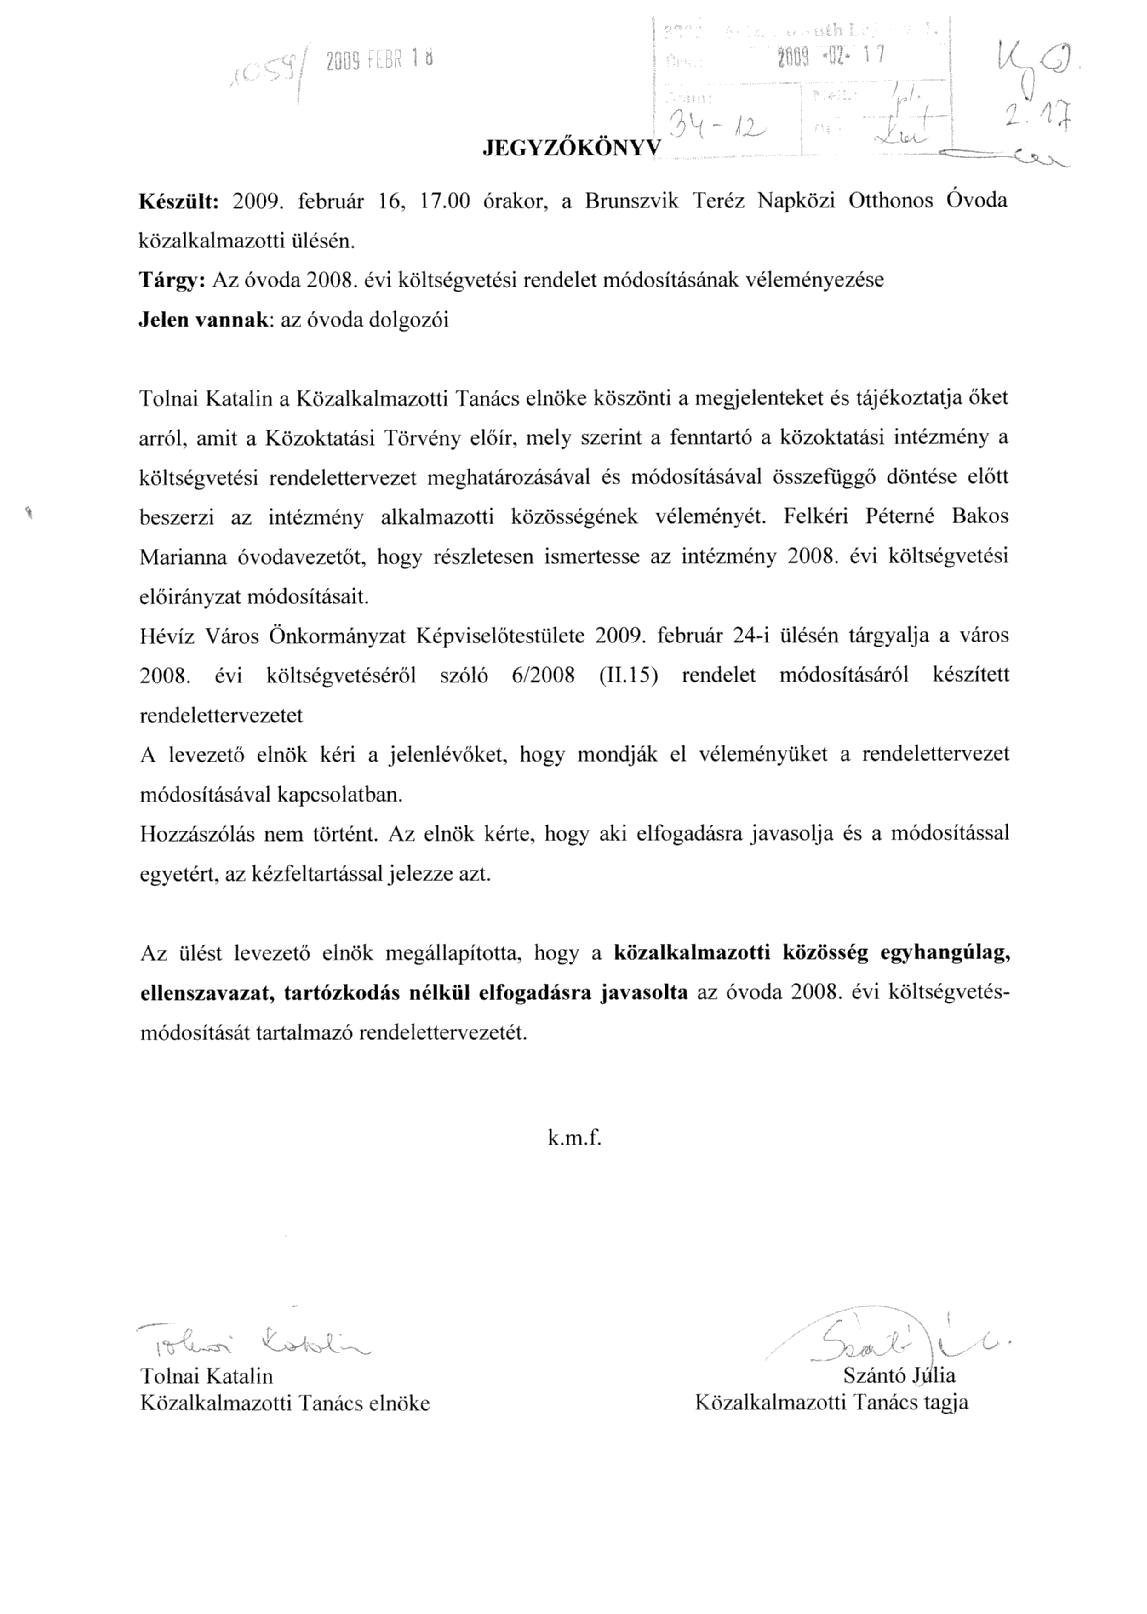 1059/ 2009 FEBR 18
2009 -02- 17
34-12
2.17
JEGYZŐKÖNYV
Készült: 2009. február 16, 17.00 órakor, a Brunszvik Teréz Napközi Otthonos Óvoda
közalkalmazotti ülésén.
Tárgy: Az óvoda 2008. évi költségvetési rendelet módosításának véleményezése
Jelen vannak: az óvoda dolgozói
Tolnai Katalin a Közalkalmazotti Tanács elnöke köszönti a megjelenteket és tájékoztatja őket
arról, amit a Közoktatási Törvény előír, mely szerint a fenntartó a közoktatási intézmény a
költségvetési rendelettervezet meghatározásával és módosításával összefüggő döntése előtt
beszerzi az intézmény alkalmazotti közösségének véleményét. Felkéri Péterné Bakos
Marianna óvodavezetőt, hogy részletesen ismertesse az intézmény 2008. évi költségvetési
előirányzat módosításait.
Hévíz Város Önkormányzat Képviselőtestülete 2009. február 24-i ülésén tárgyalja a város
2008. évi költségvetéséről szóló 6/2008 (II.15) rendelet módosításáról készített
rendelettervezetet
A levezető elnök kéri a jelenlévőket, hogy mondják el véleményüket a rendelettervezet
módosításával kapcsolatban.
Hozzászólás nem történt. Az elnök kérte, hogy aki elfogadásra javasolja és a módosítással
egyetért, az kézfeltartással jelezze azt.
Az ülést levezető elnök megállapította, hogy a közalkalmazotti közösség egyhangúlag,
ellenszavazat, tartózkodás nélkül elfogadásra javasolta az óvoda 2008. évi költségvetés-
módosítását tartalmazó rendelettervezetét.
k.m.f.
Tolnai Katalin
Tolnai Katalin Szántó Júlia
Közalkalmazotti Tanács elnöke Közalkalmazotti Tanács tagja